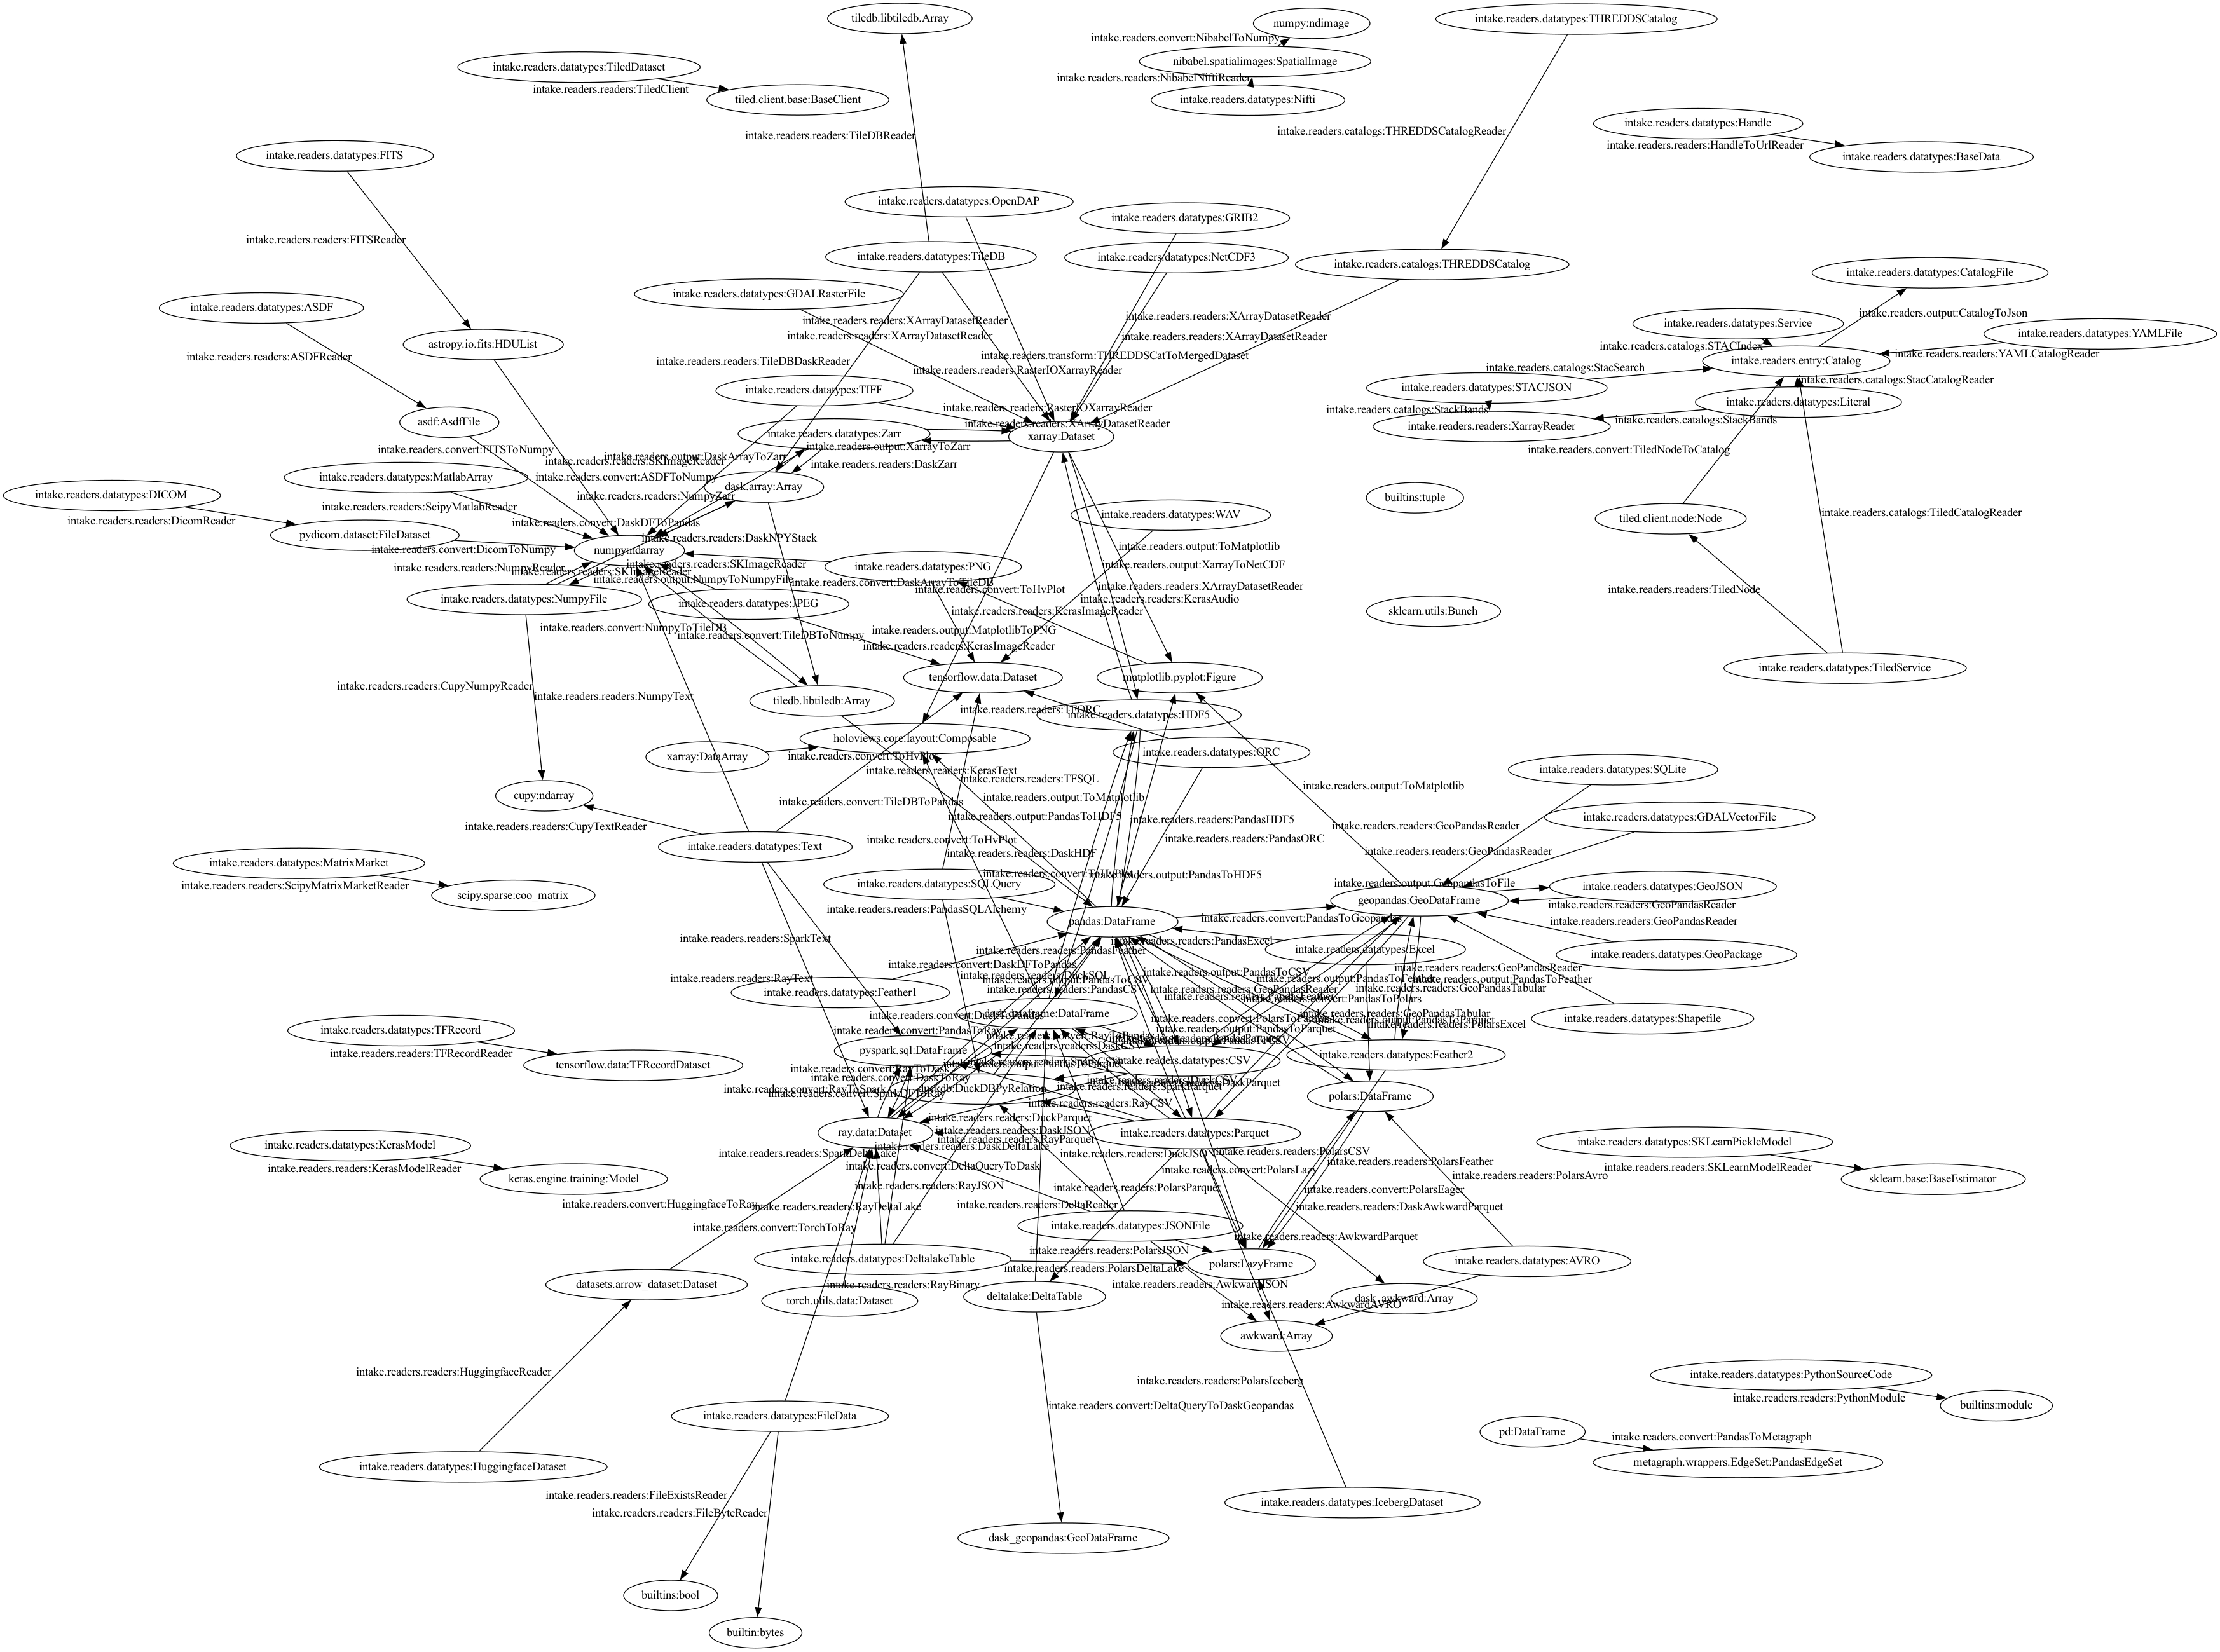 tiledb.libtiledb.Array
numpy:ndimage
intake.readers.datatypes:THREDDSCatalog
intake.readers.convert:NibabelToNumpy
intake.readers.datatypes:TiledDataset
nibabel.spatialimages:SpatialImage
intake.readers.readers:NibabelNiftiReader
intake.readers.readers:TiledClient
tiled.client.base:BaseClient
intake.readers.datatypes:Nifti
intake.readers.readers:TileDBReader
intake.readers.catalogs:THREDDSCatalogReader
intake.readers.datatypes:Handle
intake.readers.readers:HandleToUrlReader
intake.readers.datatypes:BaseData
intake.readers.datatypes:FITS
intake.readers.datatypes:OpenDAP
intake.readers.datatypes:GRIB2
intake.readers.readers:FITSReader
intake.readers.datatypes:TileDB
intake.readers.datatypes:NetCDF3
intake.readers.catalogs:THREDDSCatalog
intake.readers.datatypes:CatalogFile
intake.readers.datatypes:GDALRasterFile
intake.readers.datatypes:ASDF
intake.readers.output:CatalogToJson
intake.readers.readers:XArrayDatasetReader
intake.readers.readers:XArrayDatasetReader
intake.readers.datatypes:Service
intake.readers.datatypes:YAMLFile
intake.readers.readers:XArrayDatasetReader
intake.readers.readers:XArrayDatasetReader
astropy.io.fits:HDUList
intake.readers.catalogs:STACIndex
intake.readers.readers:YAMLCatalogReader
intake.readers.readers:ASDFReader
intake.readers.readers:TileDBDaskReader
intake.readers.transform:THREDDSCatToMergedDataset
intake.readers.entry:Catalog
intake.readers.readers:RasterIOXarrayReader
intake.readers.catalogs:StacSearch
intake.readers.catalogs:StacCatalogReader
intake.readers.datatypes:TIFF
intake.readers.datatypes:STACJSON
intake.readers.datatypes:Literal
intake.readers.readers:RasterIOXarrayReader
intake.readers.catalogs:StackBands
intake.readers.catalogs:StackBands
asdf:AsdfFile
intake.readers.readers:XArrayDatasetReader
intake.readers.readers:XarrayReader
intake.readers.datatypes:Zarr
xarray:Dataset
intake.readers.convert:FITSToNumpy
intake.readers.output:DaskArrayToZarr
intake.readers.output:XarrayToZarr
intake.readers.convert:TiledNodeToCatalog
intake.readers.readers:SKImageReader
intake.readers.readers:DaskZarr
intake.readers.datatypes:MatlabArray
intake.readers.convert:ASDFToNumpy
dask.array:Array
intake.readers.datatypes:DICOM
intake.readers.readers:NumpyZarr
builtins:tuple
intake.readers.readers:ScipyMatlabReader
intake.readers.readers:DicomReader
intake.readers.convert:DaskDFToPandas
intake.readers.datatypes:WAV
tiled.client.node:Node
intake.readers.catalogs:TiledCatalogReader
pydicom.dataset:FileDataset
intake.readers.readers:DaskNPYStack
intake.readers.convert:DicomToNumpy
numpy:ndarray
intake.readers.output:ToMatplotlib
intake.readers.readers:NumpyReader
intake.readers.readers:SKImageReader
intake.readers.readers:SKImageReader
intake.readers.datatypes:PNG
intake.readers.output:XarrayToNetCDF
intake.readers.output:NumpyToNumpyFile
intake.readers.convert:DaskArrayToTileDB
intake.readers.convert:ToHvPlot
intake.readers.readers:XArrayDatasetReader
intake.readers.datatypes:NumpyFile
intake.readers.datatypes:JPEG
intake.readers.readers:KerasAudio
intake.readers.readers:KerasImageReader
sklearn.utils:Bunch
intake.readers.readers:TiledNode
intake.readers.convert:NumpyToTileDB
intake.readers.convert:TileDBToNumpy
intake.readers.output:MatplotlibToPNG
intake.readers.readers:KerasImageReader
intake.readers.datatypes:TiledService
tensorflow.data:Dataset
matplotlib.pyplot:Figure
intake.readers.readers:CupyNumpyReader
intake.readers.readers:NumpyText
tiledb.libtiledb:Array
intake.readers.readers:TFORC
intake.readers.datatypes:HDF5
holoviews.core.layout:Composable
xarray:DataArray
intake.readers.convert:ToHvPlot
intake.readers.datatypes:ORC
intake.readers.readers:KerasText
intake.readers.readers:TFSQL
intake.readers.datatypes:SQLite
intake.readers.output:ToMatplotlib
cupy:ndarray
intake.readers.convert:TileDBToPandas
intake.readers.output:ToMatplotlib
intake.readers.output:PandasToHDF5
intake.readers.readers:PandasHDF5
intake.readers.datatypes:GDALVectorFile
intake.readers.readers:GeoPandasReader
intake.readers.readers:CupyTextReader
intake.readers.convert:ToHvPlot
intake.readers.readers:PandasORC
intake.readers.datatypes:Text
intake.readers.readers:DaskHDF
intake.readers.readers:GeoPandasReader
intake.readers.datatypes:MatrixMarket
intake.readers.convert:ToHvPlot
intake.readers.output:PandasToHDF5
intake.readers.readers:ScipyMatrixMarketReader
scipy.sparse:coo_matrix
intake.readers.datatypes:SQLQuery
intake.readers.output:GeopandasToFile
intake.readers.datatypes:GeoJSON
geopandas:GeoDataFrame
intake.readers.readers:GeoPandasReader
intake.readers.readers:PandasSQLAlchemy
pandas:DataFrame
intake.readers.convert:PandasToGeopandas
intake.readers.readers:GeoPandasReader
intake.readers.readers:SparkText
intake.readers.readers:PandasExcel
intake.readers.datatypes:Excel
intake.readers.datatypes:GeoPackage
intake.readers.readers:PandasFeather
intake.readers.convert:DaskDFToPandas
intake.readers.readers:GeoPandasReader
intake.readers.readers:RayText
intake.readers.readers:DuckSQL
intake.readers.output:PandasToCSV
intake.readers.output:PandasToCSV
intake.readers.output:PandasToFeather
intake.readers.output:PandasToFeather
intake.readers.datatypes:Feather1
intake.readers.readers:PandasCSV
intake.readers.readers:GeoPandasReader
intake.readers.readers:GeoPandasTabular
intake.readers.readers:PandasFeather
intake.readers.convert:PandasToPolars
dask.dataframe:DataFrame
intake.readers.convert:DuckToPandas
intake.readers.convert:PolarsToPandas
intake.readers.readers:GeoPandasTabular
intake.readers.output:PandasToParquet
intake.readers.datatypes:Shapefile
intake.readers.readers:PolarsExcel
intake.readers.datatypes:TFRecord
intake.readers.convert:PandasToRay
intake.readers.output:PandasToParquet
intake.readers.convert:RayToPandas
intake.readers.output:PandasToCSV
intake.readers.readers:TFRecordReader
tensorflow.data:TFRecordDataset
pyspark.sql:DataFrame
intake.readers.readers:DaskCSV
intake.readers.datatypes:CSV
intake.readers.datatypes:Feather2
intake.readers.convert:RayToDask
intake.readers.output:PandasToParquet
intake.readers.readers:SparkCSV
intake.readers.convert:DaskToRay
intake.readers.readers:DuckCSV
intake.readers.readers:DaskParquet
intake.readers.convert:RayToSpark
duckdb:DuckDBPyRelation
intake.readers.readers:SparkParquet
intake.readers.convert:SparkDFToRay
polars:DataFrame
intake.readers.readers:RayCSV
intake.readers.readers:DuckParquet
ray.data:Dataset
intake.readers.readers:DaskJSON
intake.readers.datatypes:Parquet
intake.readers.readers:RayParquet
intake.readers.datatypes:KerasModel
intake.readers.readers:DaskDeltaLake
intake.readers.datatypes:SKLearnPickleModel
intake.readers.readers:SparkDeltaLake
intake.readers.readers:DuckJSON
intake.readers.readers:PolarsCSV
intake.readers.readers:KerasModelReader
intake.readers.convert:DeltaQueryToDask
intake.readers.convert:PolarsLazy
intake.readers.readers:PolarsFeather
intake.readers.readers:SKLearnModelReader
keras.engine.training:Model
intake.readers.readers:PolarsAvro
sklearn.base:BaseEstimator
intake.readers.readers:RayJSON
intake.readers.readers:PolarsParquet
intake.readers.convert:PolarsEager
intake.readers.convert:HuggingfaceToRay
intake.readers.readers:RayDeltaLake
intake.readers.readers:DeltaReader
intake.readers.readers:DaskAwkwardParquet
intake.readers.convert:TorchToRay
intake.readers.datatypes:JSONFile
intake.readers.readers:AwkwardParquet
intake.readers.datatypes:DeltalakeTable
intake.readers.readers:PolarsJSON
polars:LazyFrame
intake.readers.datatypes:AVRO
intake.readers.readers:PolarsDeltaLake
datasets.arrow_dataset:Dataset
intake.readers.readers:RayBinary
intake.readers.readers:AwkwardJSON
torch.utils.data:Dataset
deltalake:DeltaTable
dask_awkward:Array
intake.readers.readers:AwkwardAVRO
awkward:Array
intake.readers.readers:HuggingfaceReader
intake.readers.readers:PolarsIceberg
intake.readers.datatypes:PythonSourceCode
intake.readers.readers:PythonModule
builtins:module
intake.readers.convert:DeltaQueryToDaskGeopandas
intake.readers.datatypes:FileData
pd:DataFrame
intake.readers.convert:PandasToMetagraph
intake.readers.datatypes:HuggingfaceDataset
metagraph.wrappers.EdgeSet:PandasEdgeSet
intake.readers.readers:FileExistsReader
intake.readers.datatypes:IcebergDataset
intake.readers.readers:FileByteReader
dask_geopandas:GeoDataFrame
builtins:bool
builtin:bytes